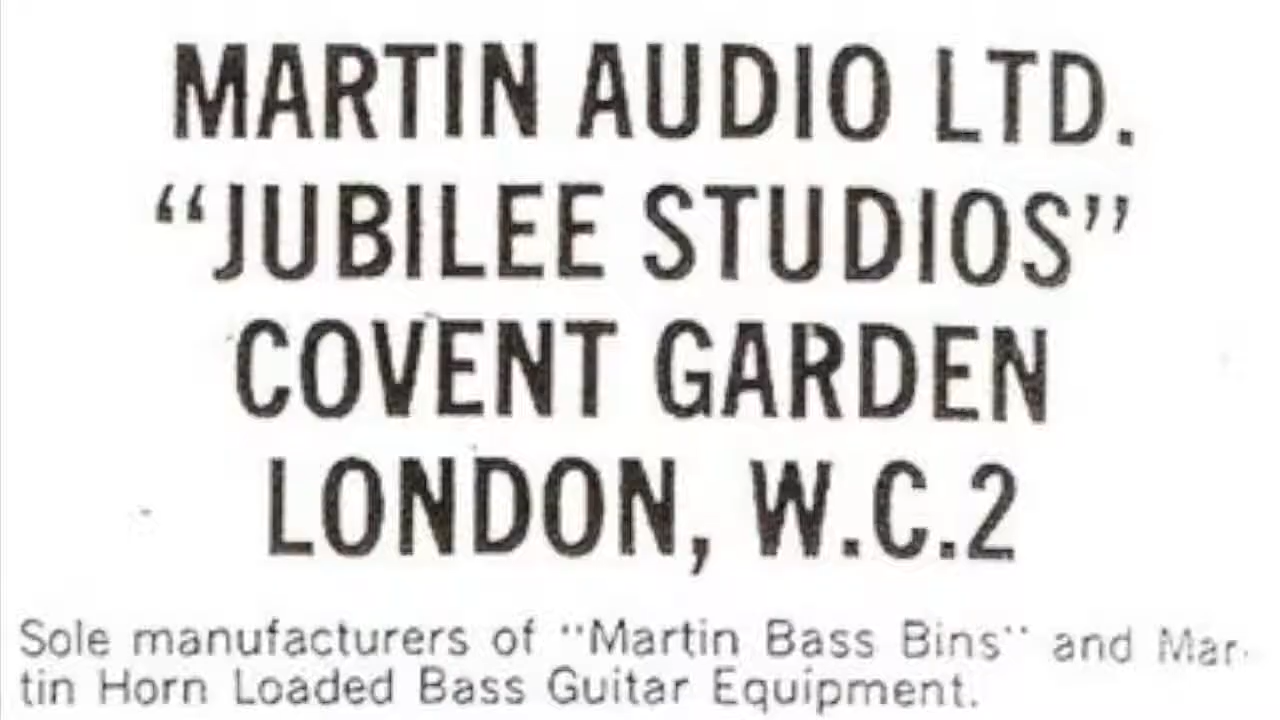 MARTIN AUDIO LTD.
“JUBILEE STUDIOS”
COVENT GARDEN
LONDON, W.C.2
Sole manufacturers of “Martin Bass Bins” and Mar-
tin Horn Loaded Bass Guitar Equipment.